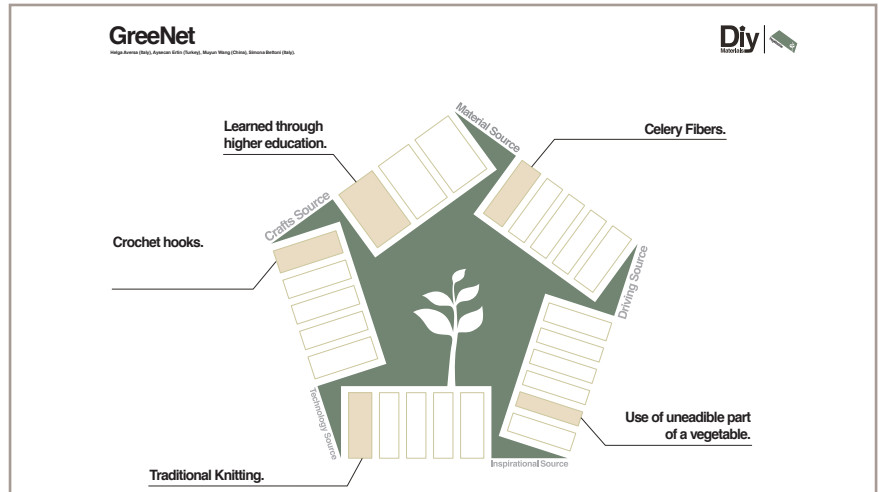 GreeNet
Helga Aversa (Italy), Aysecan Ertin (Turkey), Muyun Wang (China), Simona Bettoni (Italy).
Diy
Materials
Material Source
Learned through
higher education.
Celery Fibers.
Crafts Source
Crochet hooks.
Driving Source
Technology Source
Use of uneadible part
of a vegetable.
Inspirational Source
Traditional Knitting.